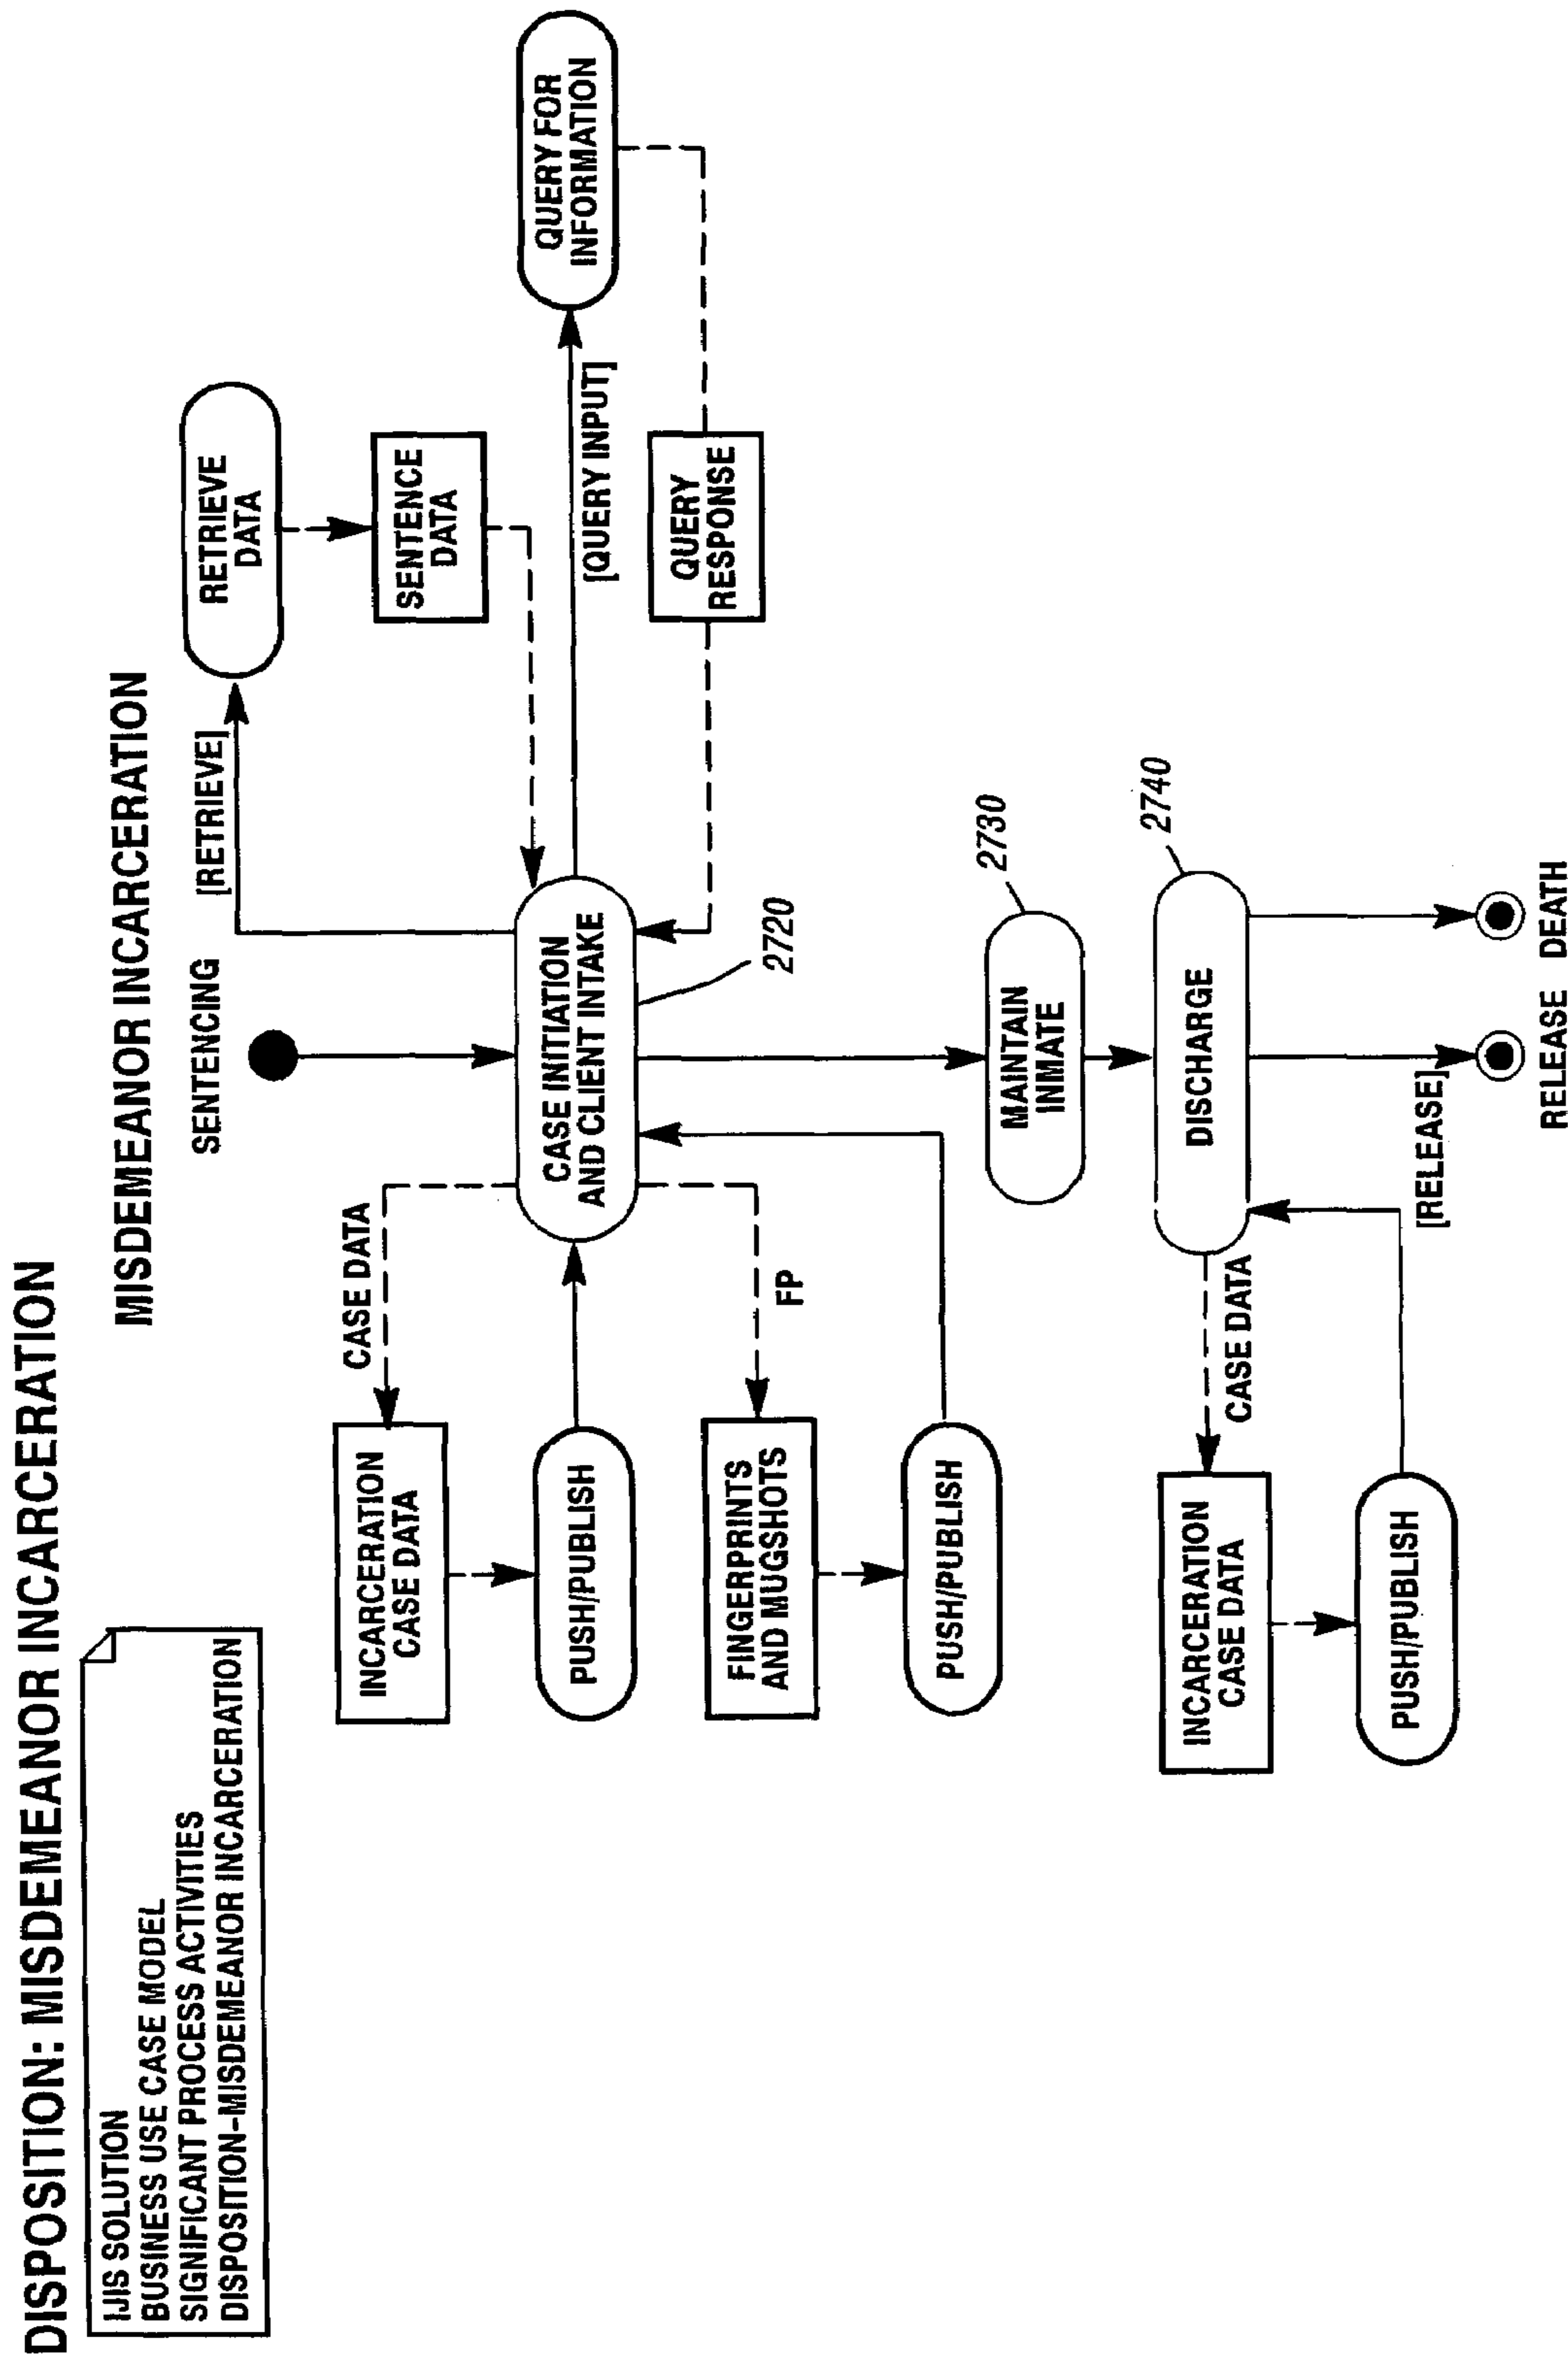 DISPOSITION: MISDEMEANOR INCARCERATION
IJIS SOLUTION
BUSINESS USE CASE MODEL
SIGNIFICANT PROCESS ACTIVITIES
DISPOSITION-MISDEMEANOR INCARCERATION
MISDEMEANOR INCARCERATION
SENTENCING
[RETRIEVE]
RETRIEVE
DATA
SENTENCE
DATA
CASE DATA
INCARCERATION
CASE DATA
PUSH/PUBLISH
CASE INITIATION
AND CLIENT INTAKE
2720
[QUERY INPUT]
QUERY FOR
INFORMATION
QUERY
RESPONSE
FP
FINGERPRINTS
AND MUGSHOTS
PUSH/PUBLISH
MAINTAIN
INMATE
2730
DISCHARGE
2740
CASE DATA
INCARCERATION
CASE DATA
PUSH/PUBLISH
[RELEASE]
RELEASE
DEATH